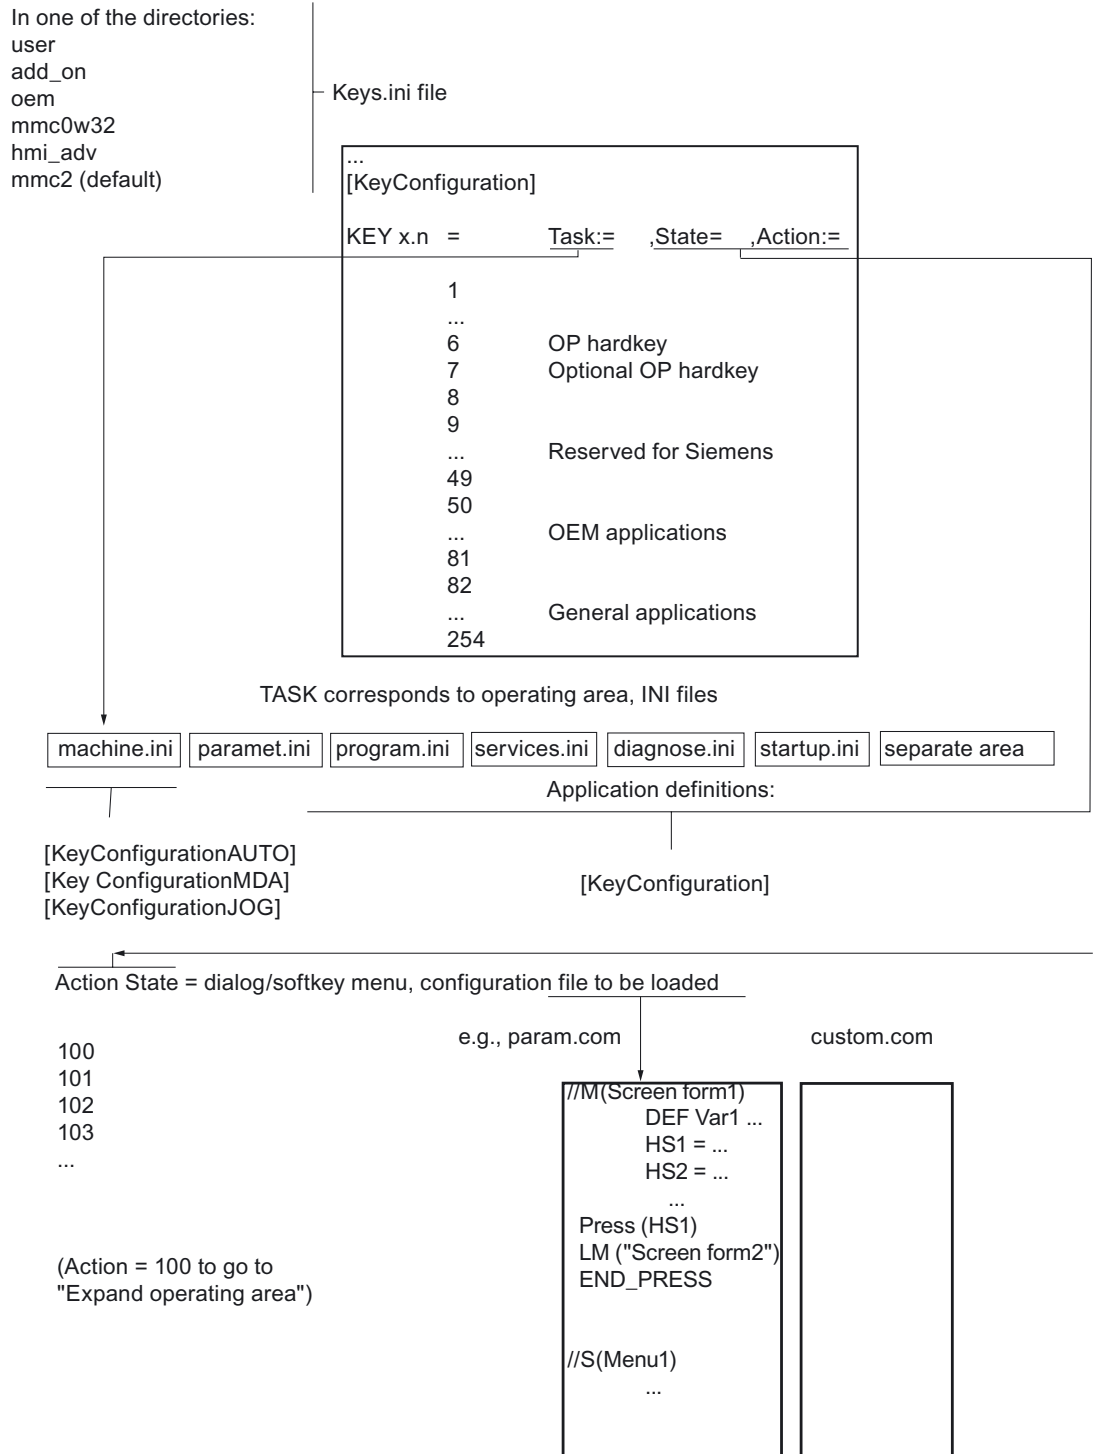 In one of the directories:
user
add_on
oem
mmc0w32
hmi_adv
mmc2 (default)
Keys.ini file
...
[KeyConfiguration]
KEY x.n = Task:= ,State= ,Action:=
1
...
6 OP hardkey
7 Optional OP hardkey
8
9
... Reserved for Siemens
49
50
... OEM applications
81
82
... General applications
254
TASK corresponds to operating area, INI files
machine.ini paramet.ini program.ini services.ini diagnose.ini startup.ini separate area
Application definitions:
[KeyConfigurationAUTO]
[Key ConfigurationMDA]
[KeyConfigurationJOG]
[KeyConfiguration]
Action State = dialog/softkey menu, configuration file to be loaded
e.g., param.com custom.com
100
101
102
103
...
(Action = 100 to go to
"Expand operating area")
//M(Screen form1)
DEF Var1 ...
HS1 = ...
HS2 = ...
...
Press (HS1)
LM ("Screen form2")
END_PRESS
//S(Menu1)
...